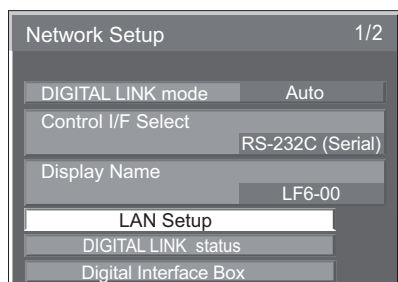 Network Setup 1/2
DIGITAL LINK mode Auto
Control I/F Select
RS-232C (Serial)
Display Name
LF6-00
LAN Setup
DIGITAL LINK status
Digital Interface Box